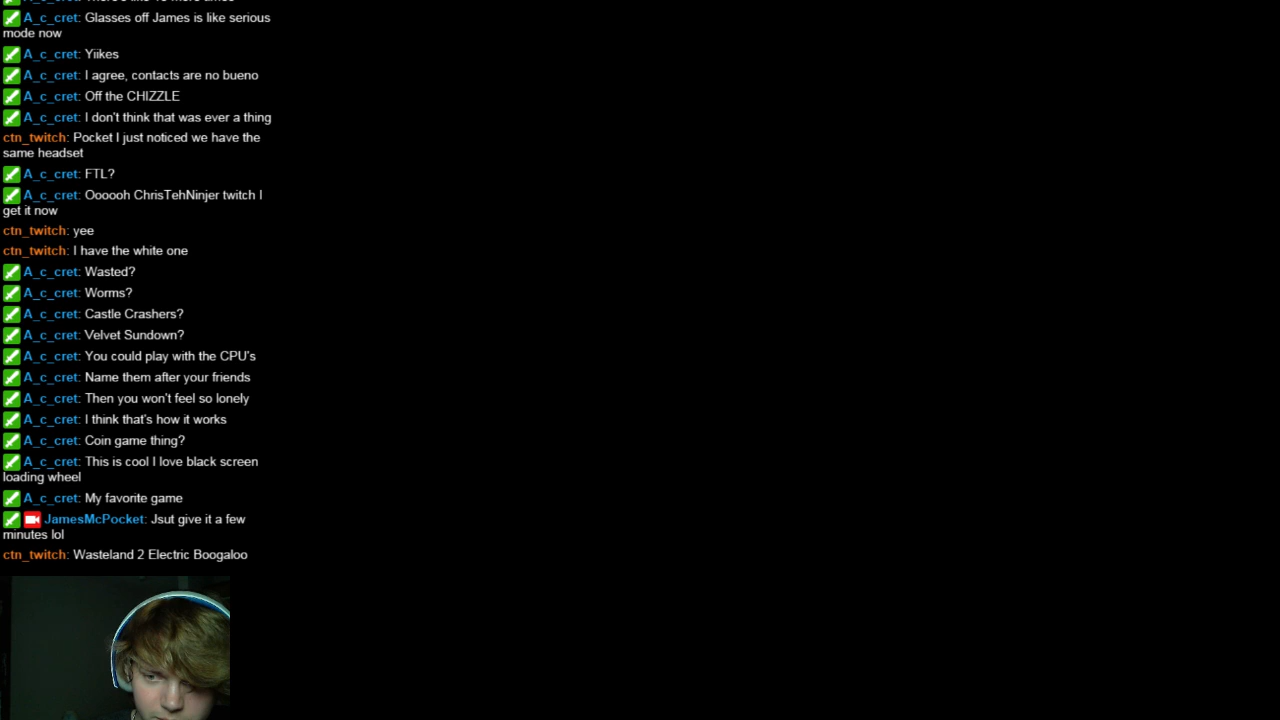 A_c_cret: Glasses off James is like serious
mode now
A_c_cret: Yiikes
A_c_cret: I agree, contacts are no bueno
A_c_cret: Off the CHIZZLE
A_c_cret: I don't think that was ever a thing
ctn_twitch: Pocket I just noticed we have the
same headset
A_c_cret: FTL?
A_c_cret: Oooooh ChrisTehNinjer twitch I
get it now
ctn_twitch: yee
ctn_twitch: I have the white one
A_c_cret: Wasted?
A_c_cret: Worms?
A_c_cret: Castle Crashers?
A_c_cret: Velvet Sundown?
A_c_cret: You could play with the CPU's
A_c_cret: Name them after your friends
A_c_cret: Then you won't feel so lonely
A_c_cret: I think that's how it works
A_c_cret: Coin game thing?
A_c_cret: This is cool I love black screen
loading wheel
A_c_cret: My favorite game
JamesMcPocket: Jsut give it a few
minutes lol
ctn_twitch: Wasteland 2 Electric Boogaloo